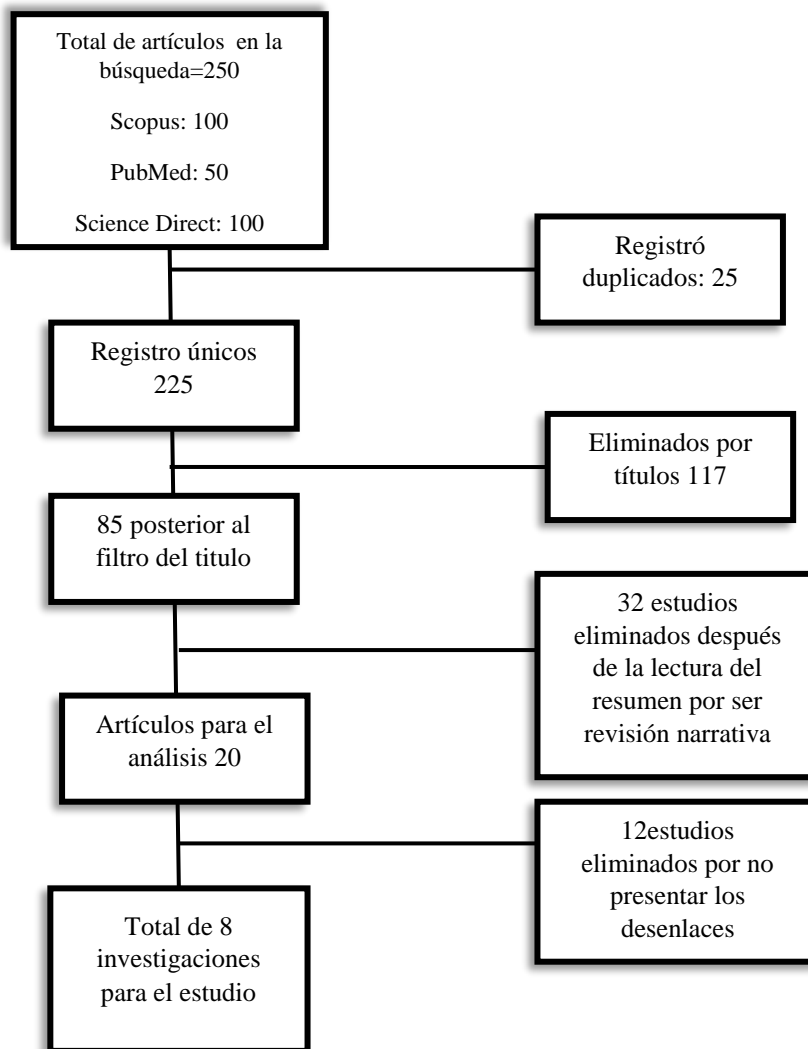 Total de artículos en la
búsqueda=250
Scopus: 100
PubMed: 50
Science Direct: 100
Registró
duplicados: 25
Registro únicos
225
Eliminados por
títulos 117
85 posterior al
filtro del titulo
32 estudios
eliminados después
de la lectura del
resumen por ser
revisión narrativa
Artículos para el
análisis 20
12estudios
eliminados por no
presentar los
desenlaces
Total de 8
investigaciones
para el estudio